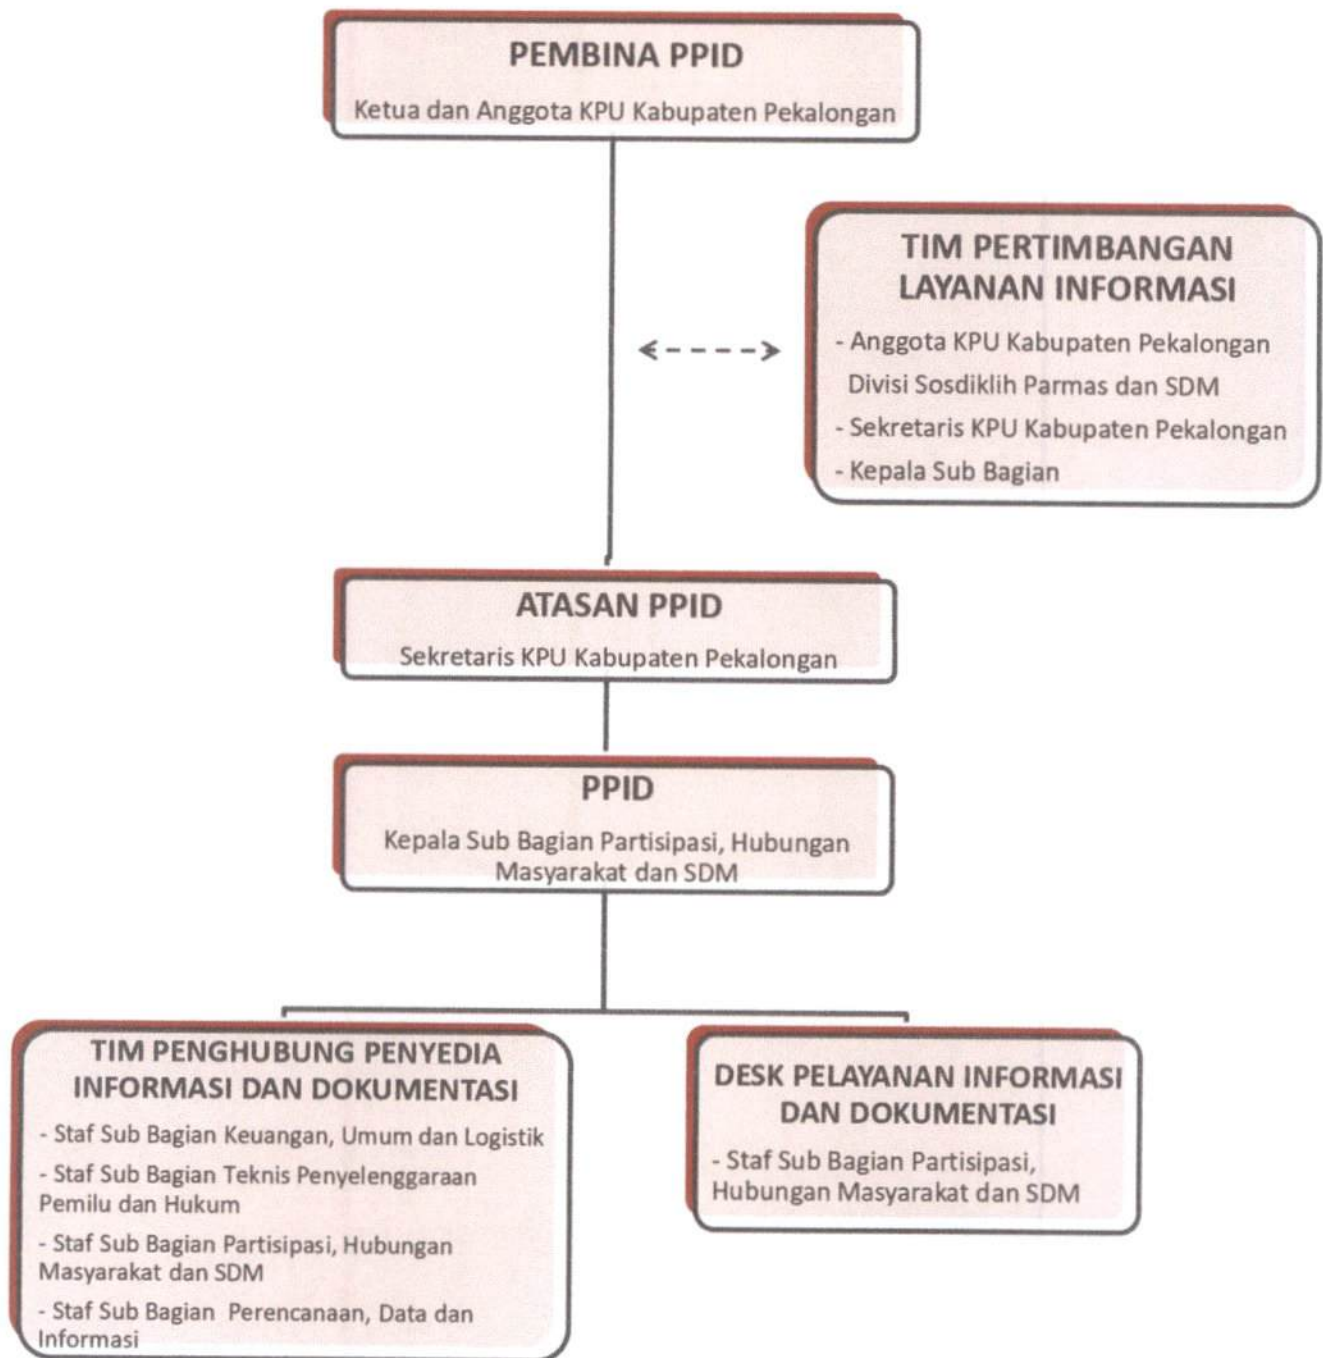 PEMBINA PPID
Ketua dan Anggota KPU Kabupaten Pekalongan
TIM PERTIMBANGAN
LAYANAN INFORMASI
- Anggota KPU Kabupaten Pekalongan
Divisi Sosdiklih Parmas dan SDM
- Sekretaris KPU Kabupaten Pekalongan
- Kepala Sub Bagian
ATASAN PPID
Sekretaris KPU Kabupaten Pekalongan
PPID
Kepala Sub Bagian Partisipasi, Hubungan
Masyarakat dan SDM
TIM PENGHUBUNG PENYEDIA
INFORMASI DAN DOKUMENTASI
- Staf Sub Bagian Keuangan, Umum dan Logistik
- Staf Sub Bagian Teknis Penyelenggaraan
Pemilu dan Hukum
- Staf Sub Bagian Partisipasi, Hubungan
Masyarakat dan SDM
- Staf Sub Bagian  Perencanaan, Data dan
Informasi
DESK PELAYANAN INFORMASI
DAN DOKUMENTASI
- Staf Sub Bagian Partisipasi,
Hubungan Masyarakat dan SDM